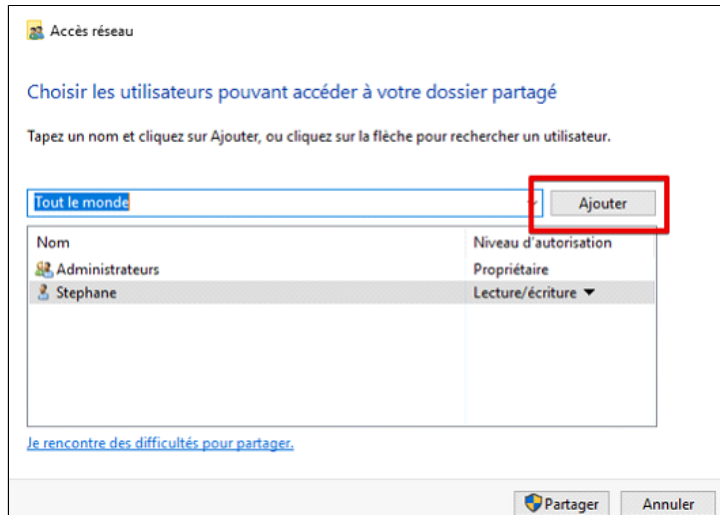 Accès réseau
Choisir les utilisateurs pouvant accéder à votre dossier partagé
Tapez un nom et cliquez sur Ajouter, ou cliquez sur la flèche pour rechercher un utilisateur.
Tout le monde Ajouter
Nom Niveau d'autorisation
Administrateurs Propriétaire
Stephane Lecture/écriture
Je rencontre des difficultés pour partager.
Partager Annuler